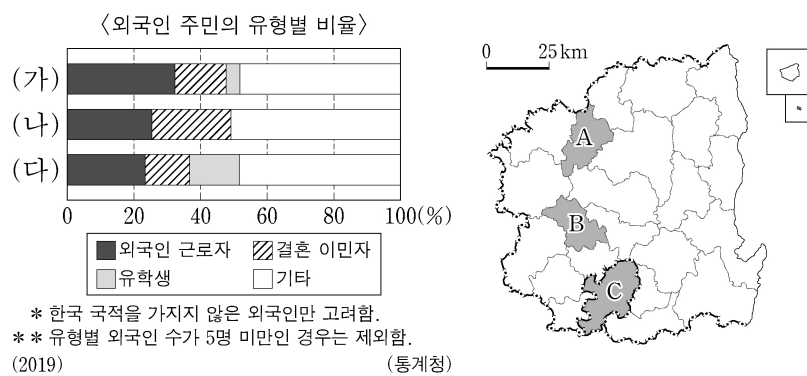 〈외국인 주민의 유형별 비율〉
(가)
(나)
(다)
0 20 40 60 80 100(%)
외국인 근로자 결혼 이민자
유학생 기타
* 한국 국적을 가지지 않은 외국인만 고려함.
* * 유형별 외국인 수가 5명 미만인 경우는 제외함.
(2019) (통계청)
0 25 km
A
B
C